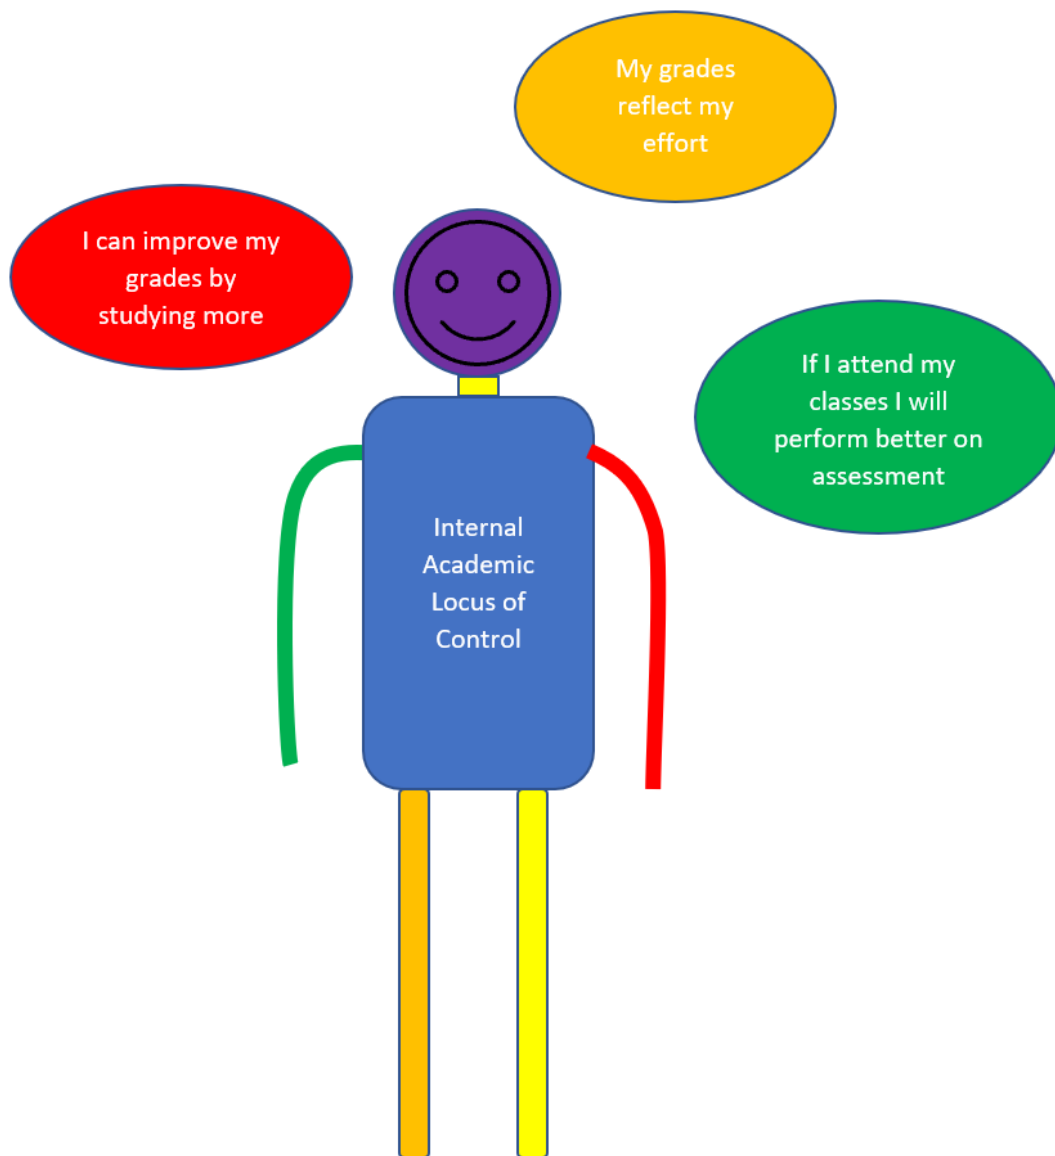 My grades
reflect my
effort
I can improve my
grades by
studying more
If I attend my
classes I will
perform better on
assessment
Internal
Academic
Locus of
Control